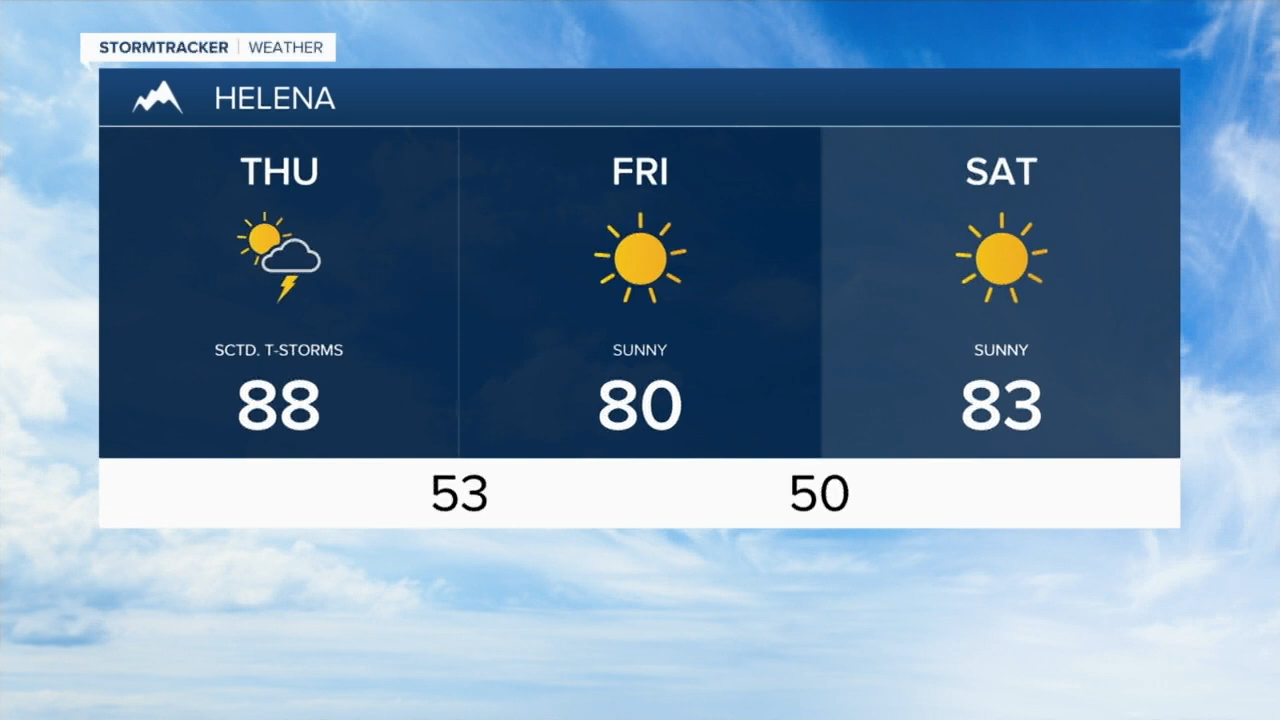 STORMTRACKER | WEATHER
HELENA
THU FRI SAT
SCTD. T-STORMS SUNNY SUNNY
88 80 83
53 50